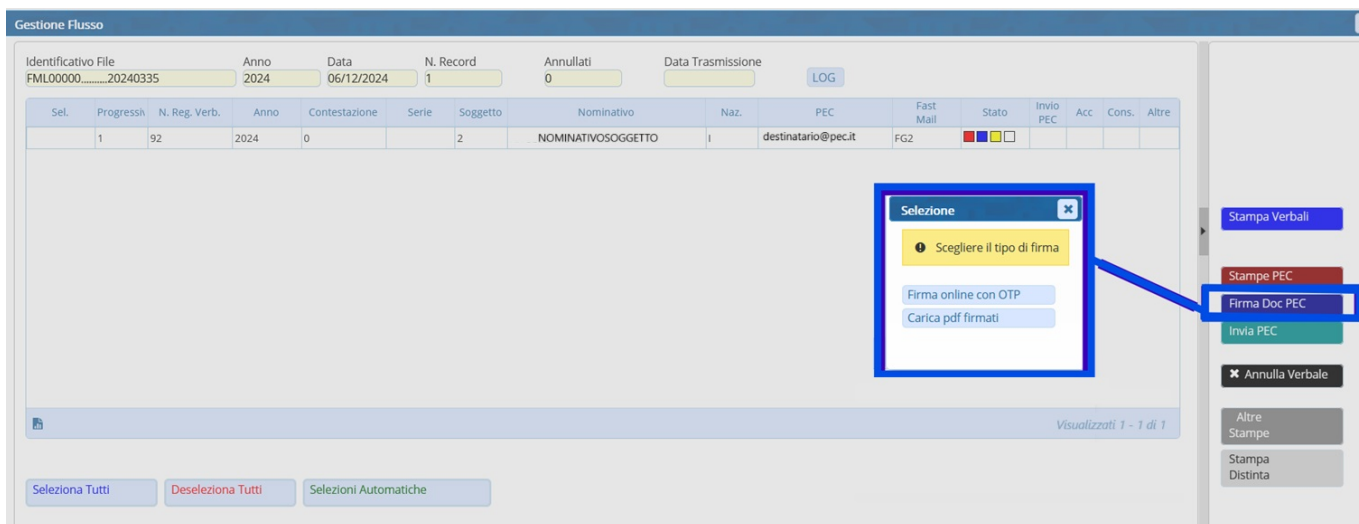 Gestione Flusso
Identificativo File Anno Data N. Record Annullati Data Trasmissione
FML00000..........20240335 2024 06/12/2024 1 0 LOG
Sel. Progressiv N. Reg. Verb. Anno Contestazione Serie Soggetto Nominativo Naz. PEC Fast Mail Stato Invio PEC Acc Cons. Altre
1 92 2024 0 2 NOMINATIVOSOGGETTO I destinatario@pec.it FG2
Selezione
Scegliere il tipo di firma
Firma online con OTP
Carica pdf firmati
Stampa Verbali
Stampe PEC
Firma Doc PEC
Invia PEC
Annulla Verbale
Altre
Stampe
Stampa
Distinta
Visualizzati 1 - 1 di 1
Seleziona Tutti Deseleziona Tutti Selezioni Automatiche